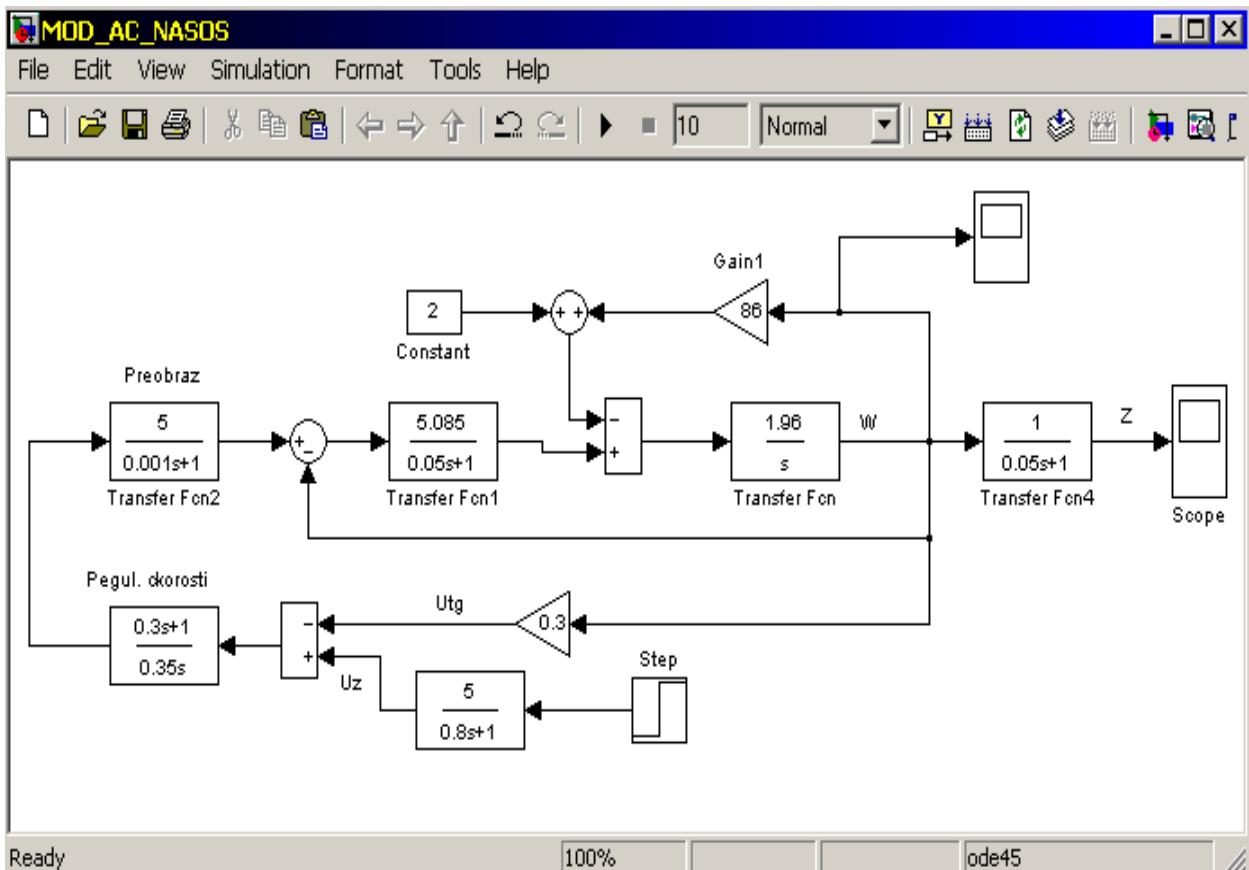 MOD_AC_NASOS
File Edit View Simulation Format Tools Help
10 Normal
Gain1
86
2
+ +
Constant
Preobraz
5
0.001s+1
Transfer Fcn2
+
-
5.085
0.05s+1
Transfer Fcn1
-
+
1.96
s
Transfer Fcn
W
1
0.05s+1
Transfer Fcn4
Z
Scope
Pegul. ckorosti
0.3s+1
0.35s
-
+
Utg
0.3
Uz
5
0.8s+1
Step
Ready 100% ode45